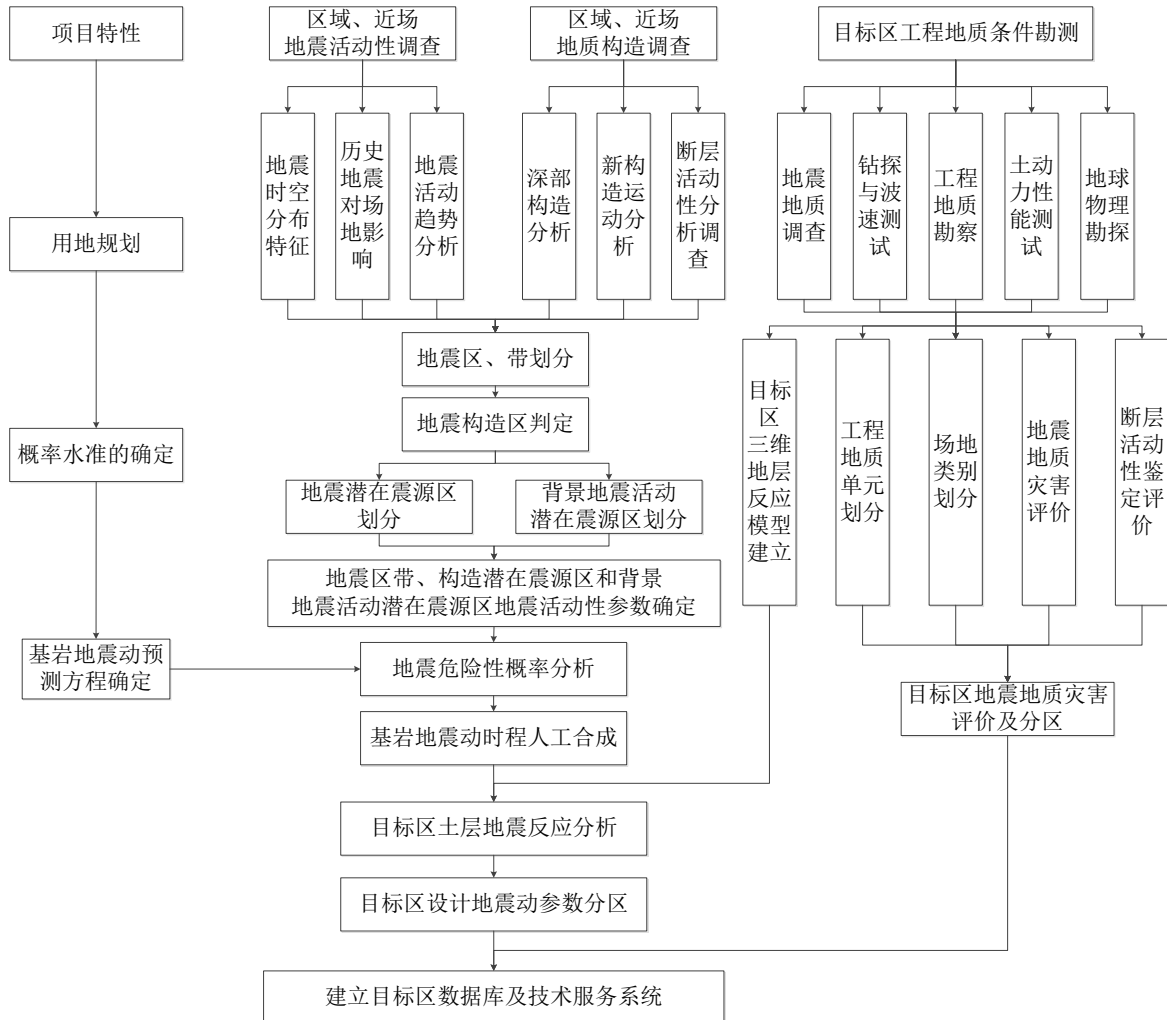 项目特性
区域、近场
地震活动性调查
区域、近场
地质构造调查
目标区工程地质条件勘测
地震
时空
分布
特征
历史
地震
对场
地影
响
地震
活动
趋势
分析
深部
构造
分析
新构
造运
动分
析
断层
活动
性分
析调
查
地震
地质
调查
钻探
与波
速测
试
工程
地质
勘察
土动
力性
能测
试
地球
物理
勘探
用地规划
地震区、带划分
地震构造区判定
概率水准的确定
地震潜在震源区
划分
背景地震活动
潜在震源区划分
目标
区
三维
地层
反应
模型
建立
工程
地质
单元
划分
场地
类别
划分
地震
地质
灾害
评价
断层
活动
性鉴
定评
价
地震区带、构造潜在震源区和背景
地震活动潜在震源区地震活动性参数确定
基岩地震动预
测方程确定
地震危险性概率分析
目标区地震地质灾害
评价及分区
基岩地震动时程人工合成
目标区土层地震反应分析
目标区设计地震动参数分区
建立目标区数据库及技术服务系统